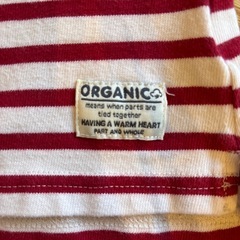 ORGANIC
means when parts are
tied together
HAVING A WARM HEART
PART AND WHOLE